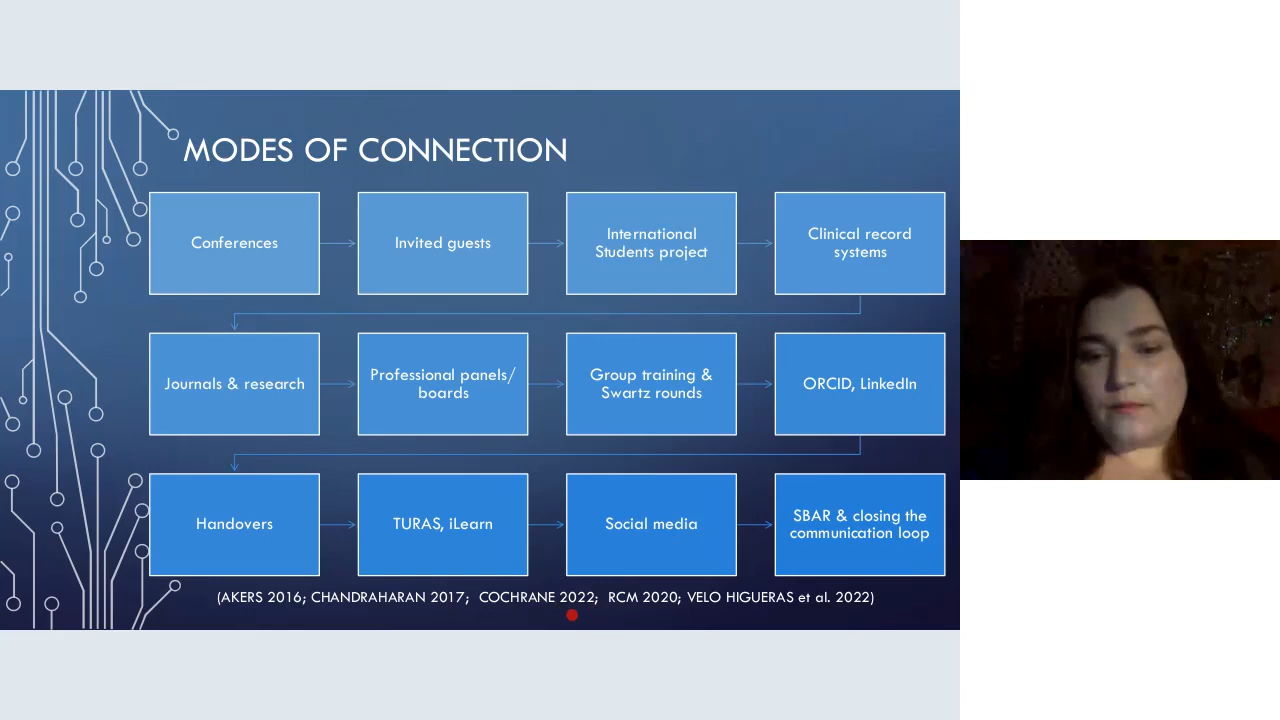 MODES OF CONNECTION
Conferences
Invited guests
International
Students project
Clinical record
systems
Journals & research
Professional panels/
boards
Group training &
Swartz rounds
ORCID, LinkedIn
Handovers
TURAS, iLearn
Social media
SBAR & closing the
communication loop
(AKERS 2016; CHANDRAHARAN 2017;  COCHRANE 2022;  RCM 2020; VELO HIGUERAS et al. 2022)